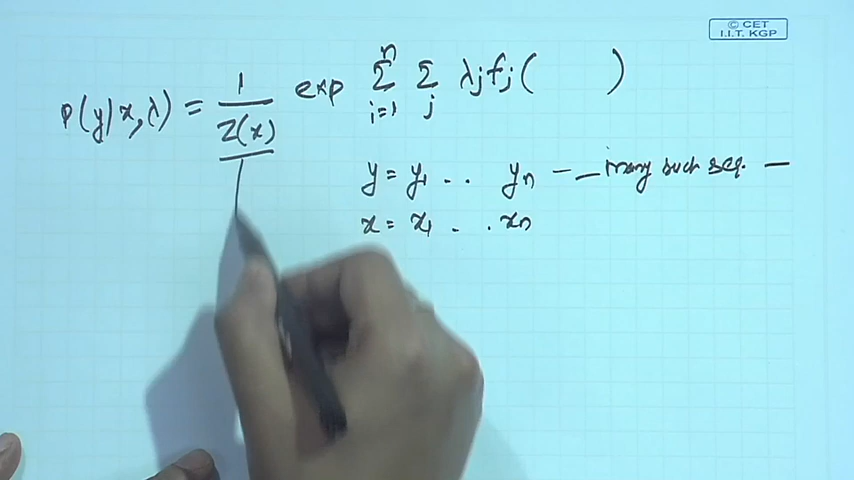 © CET
I.I.T. KGP
P(y|x,λ) = 1/Z(x) exp Σ_{i=1}^{n} Σ_j λj fj( )
y = y1 .. yn — — many such seq. —
x = x1 . .. xn